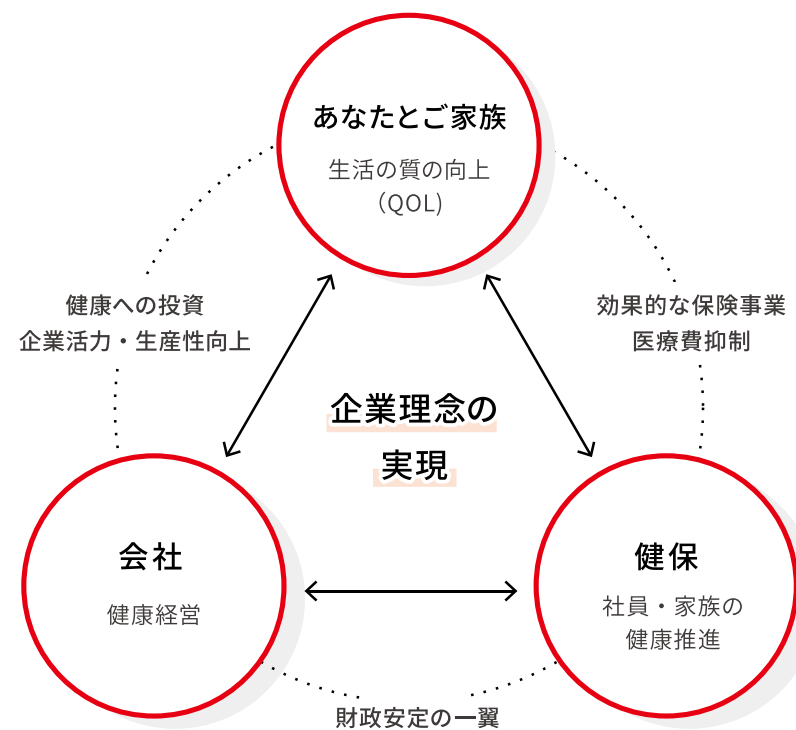 あなたとご家族
生活の質の向上
（QOL)
健康への投資
企業活力・生産性向上
効果的な保険事業
医療費抑制
企業理念の
実現
会社
健康経営
健保
社員・家族の
健康推進
財政安定の一翼